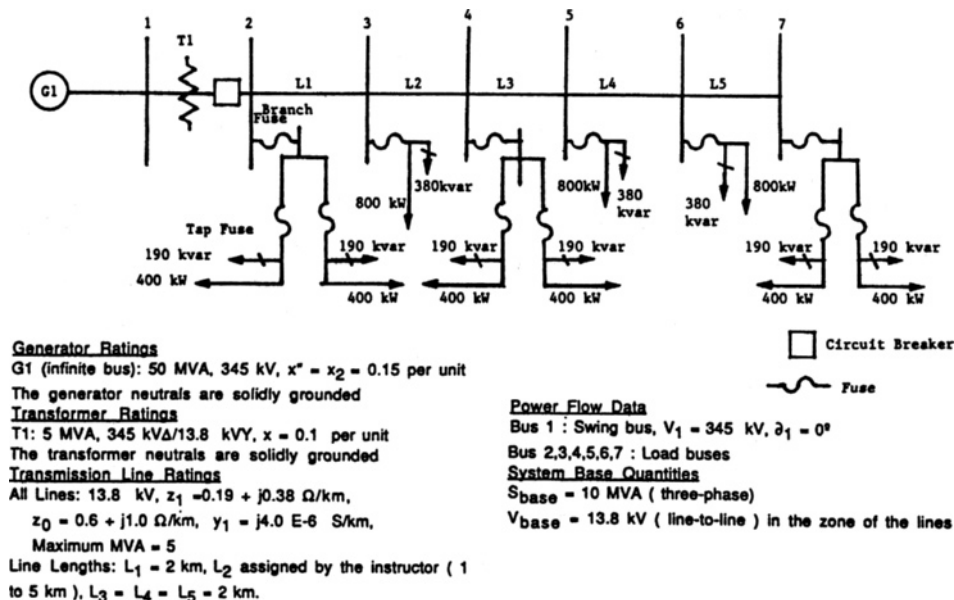 1 2 3 4 5 6 7
T1
G1
L1 L2 L3 L4 L5
Branch
Fuse
380kvar
800 kW
800kW
380
kvar
380
kvar
800kW
Tap Fuse
190 kvar 190 kvar 190 kvar 190 kvar 190 kvar 190 kvar
400 kW 400 kW 400 kW 400 kW 400 kW 400 kW
Circuit Breaker
Fuse
Generator Ratings
G1 (infinite bus): 50 MVA, 345 kV, x" = x₂ = 0.15 per unit
The generator neutrals are solidly grounded
Transformer Ratings
T1: 5 MVA, 345 kVΔ/13.8 kVY, x = 0.1 per unit
The transformer neutrals are solidly grounded
Transmission Line Ratings
All Lines: 13.8 kV, z₁ =0.19 + j0.38 Ω/km,
z₀ = 0.6 + j1.0 Ω/km, y₁ = j4.0 E-6 S/km,
Maximum MVA = 5
Line Lengths: L₁ = 2 km, L₂ assigned by the instructor ( 1
to 5 km ), L₃ = L₄ = L₅ = 2 km.
Power Flow Data
Bus 1 : Swing bus, V₁ = 345 kV, ∂₁ = 0º
Bus 2,3,4,5,6,7 : Load buses
System Base Quantities
S_base = 10 MVA ( three-phase)
V_base = 13.8 kV ( line-to-line ) in the zone of the lines